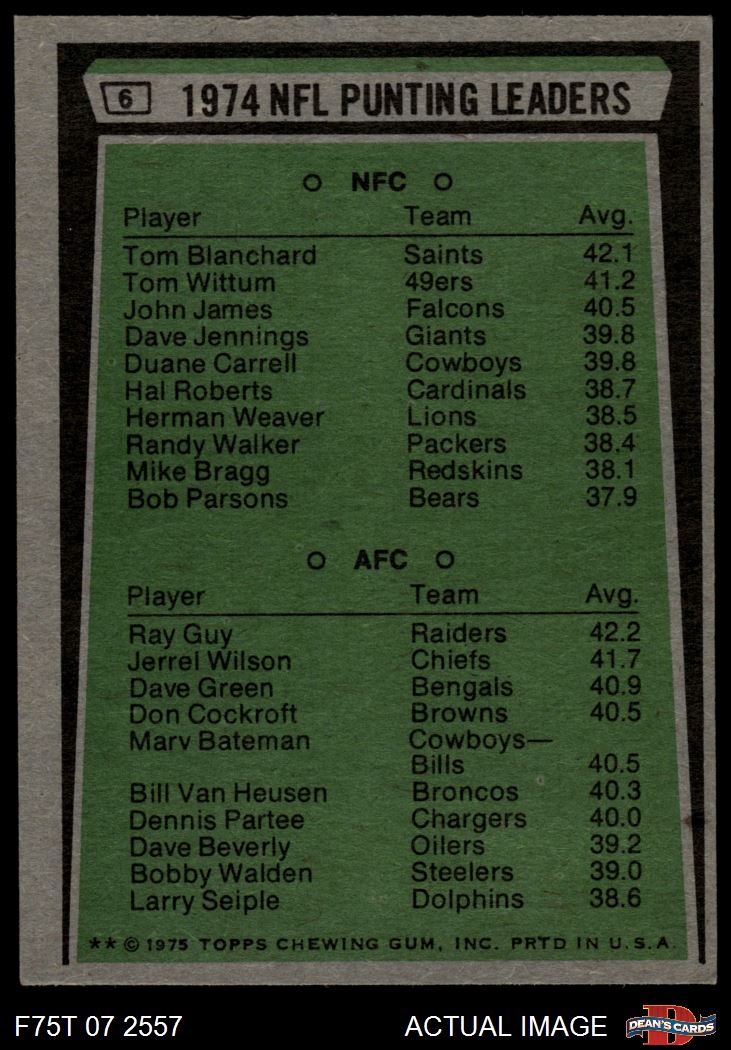 6 1974 NFL PUNTING LEADERS
NFC
Player Team Avg.
Tom Blanchard Saints 42.1
Tom Wittum 49ers 41.2
John James Falcons 40.5
Dave Jennings Giants 39.8
Duane Carrell Cowboys 39.8
Hal Roberts Cardinals 38.7
Herman Weaver Lions 38.5
Randy Walker Packers 38.4
Mike Bragg Redskins 38.1
Bob Parsons Bears 37.9
AFC
Player Team Avg.
Ray Guy Raiders 42.2
Jerrel Wilson Chiefs 41.7
Dave Green Bengals 40.9
Don Cockroft Browns 40.5
Marv Bateman Cowboys—
Bills 40.5
Bill Van Heusen Broncos 40.3
Dennis Partee Chargers 40.0
Dave Beverly Oilers 39.2
Bobby Walden Steelers 39.0
Larry Seiple Dolphins 38.6
** © 1975 TOPPS CHEWING GUM, INC. PRTD IN U.S.A.
F75T 07 2557 ACTUAL IMAGE D DEAN'S CARDS